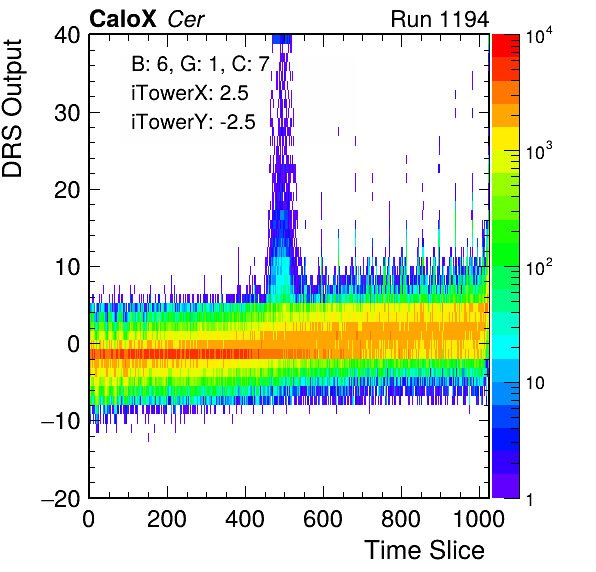 CaloX Cer Run 1194
DRS Output
B: 6, G: 1, C: 7
iTowerX: 2.5
iTowerY: -2.5
40
30
20
10
0
−10
−20
0 200 400 600 800 1000
Time Slice
10^4
10^3
10^2
10
1